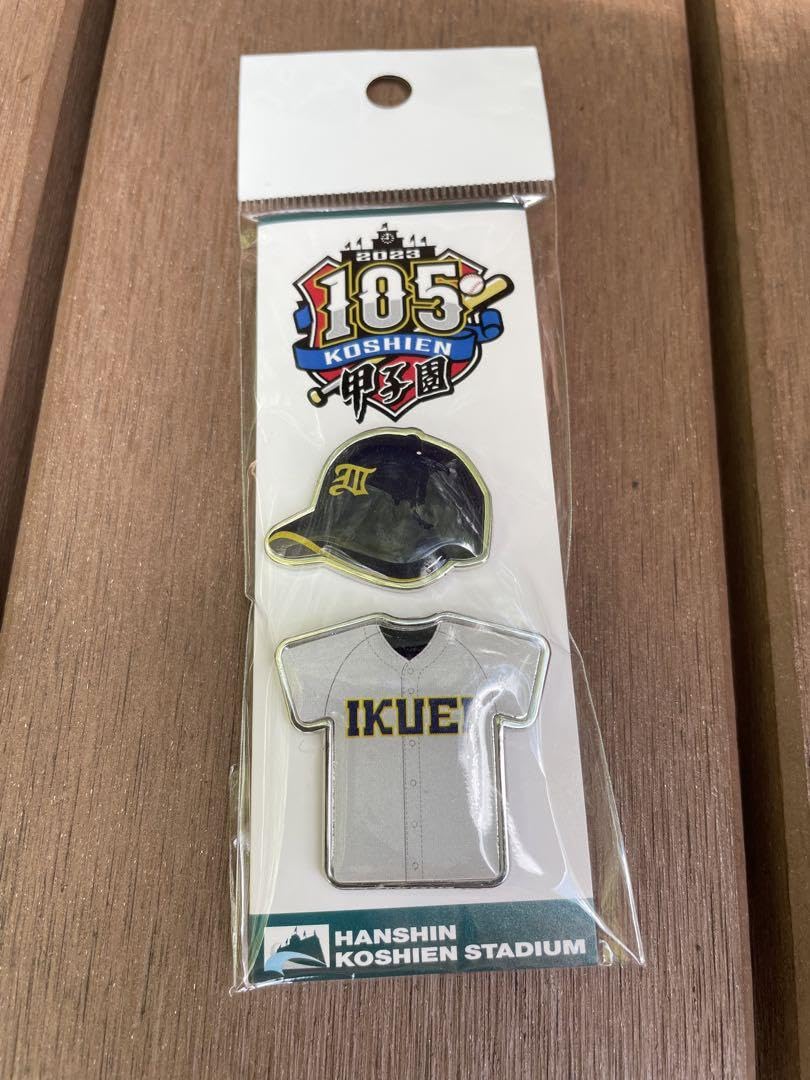 2023
105
KOSHIEN
甲子園
IKUEI
HANSHIN
KOSHIEN STADIUM